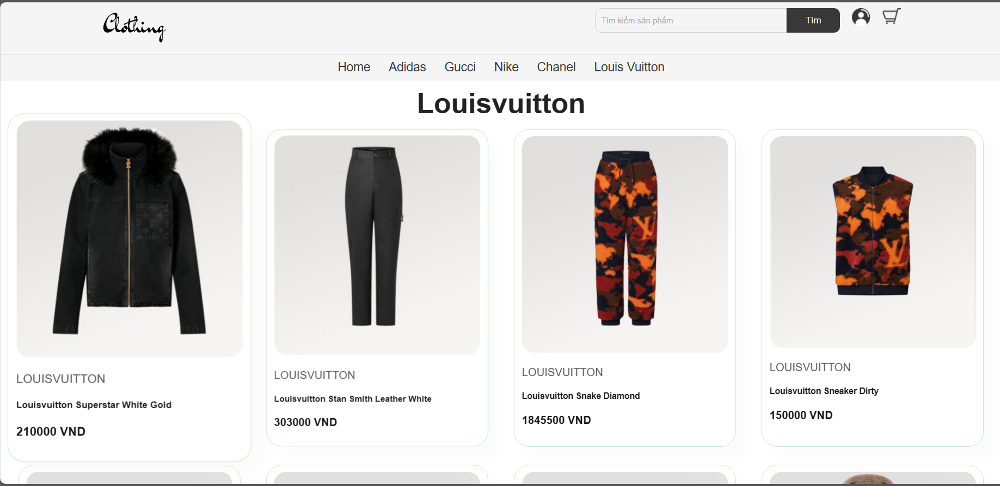 Clothing
Tìm kiếm sản phẩm
Tìm
Home Adidas Gucci Nike Chanel Louis Vuitton
Louisvuitton
LOUISVUITTON
Louisvuitton Superstar White Gold
210000 VND
LOUISVUITTON
Louisvuitton Stan Smith Leather White
303000 VND
LOUISVUITTON
Louisvuitton Snake Diamond
1845500 VND
LOUISVUITTON
Louisvuitton Sneaker Dirty
150000 VND